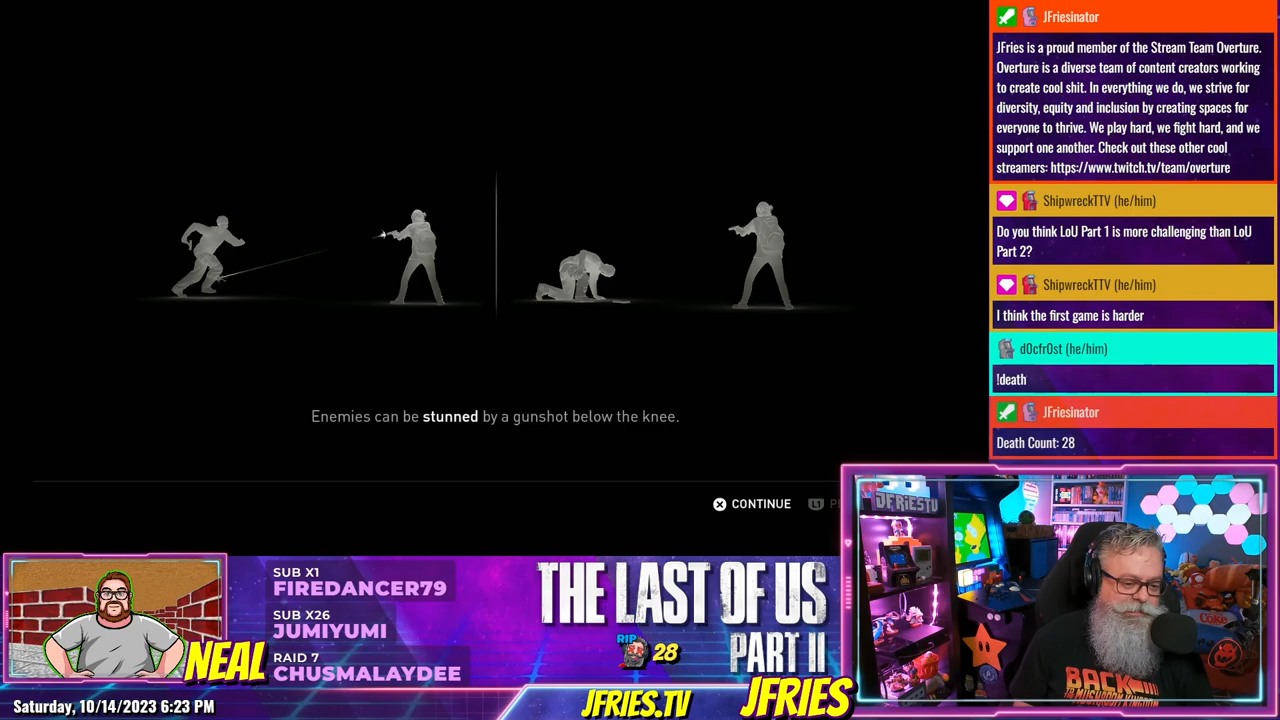 JFriesinator
JFries is a proud member of the Stream Team Overture.
Overture is a diverse team of content creators working
to create cool shit. In everything we do, we strive for
diversity, equity and inclusion by creating spaces for
everyone to thrive. We play hard, we fight hard, and we
support one another. Check out these other cool
streamers: https://www.twitch.tv/team/overture
ShipwreckTTV (he/him)
Do you think LoU Part 1 is more challenging than LoU
Part 2?
ShipwreckTTV (he/him)
I think the first game is harder
d0cfr0st (he/him)
!death
JFriesinator
Death Count: 28
Enemies can be stunned by a gunshot below the knee.
CONTINUE
L1
JFRIESTV
Coke
BACK
TO MUSHROOM KINGDOM
NEAL
SUB X1
FIREDANCER79
SUB X26
JUMIYUMI
RAID 7
CHUSMALAYDEE
THE LAST OF US
PART II
RIP
28
JFRIES.TV
JFRIES
Saturday, 10/14/2023 6:23 PM